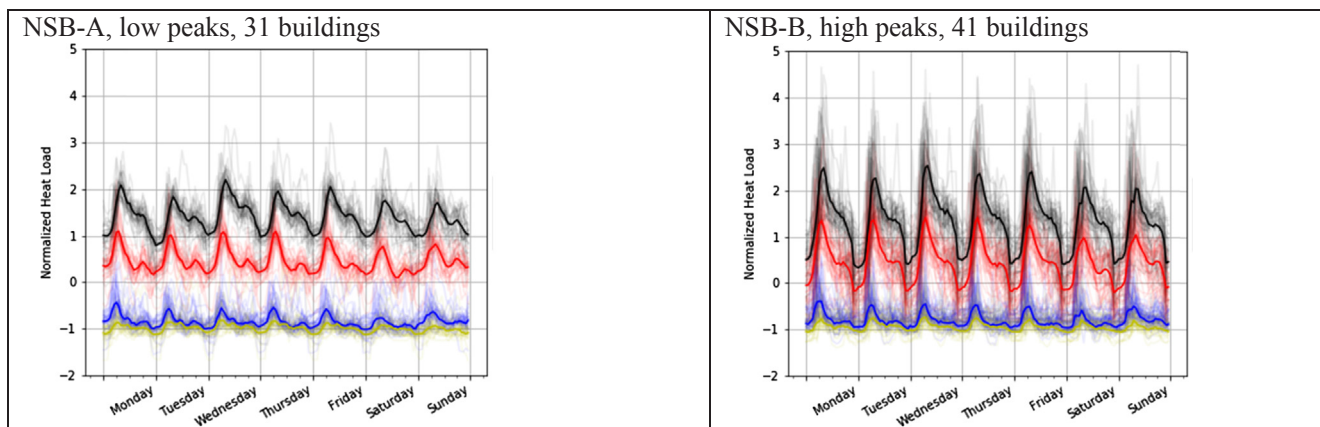 NSB-A, low peaks, 31 buildings
5
4
3
2
1
0
−1
−2
Normalized Heat Load
Monday
Tuesday
Wednesday
Thursday
Friday
Saturday
Sunday
NSB-B, high peaks, 41 buildings
5
4
3
2
1
0
−1
−2
Normalized Heat Load
Monday
Tuesday
Wednesday
Thursday
Friday
Saturday
Sunday